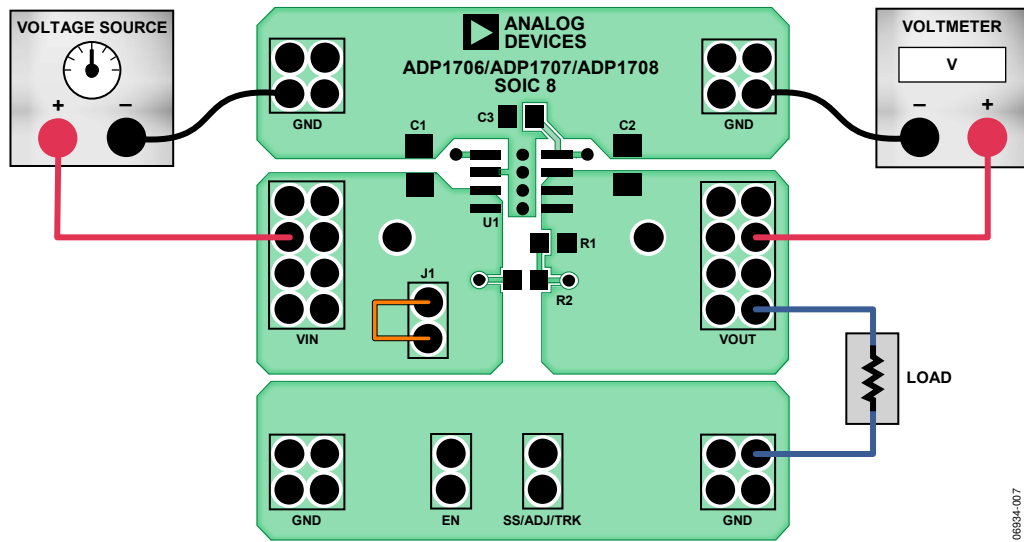 VOLTAGE SOURCE
+ −
ANALOG
DEVICES
ADP1706/ADP1707/ADP1708
SOIC 8
VOLTMETER
V
− +
GND
GND
C3
C1
C2
U1
R1
J1
R2
VIN
VOUT
LOAD
GND
EN
SS/ADJ/TRK
GND
06934-007